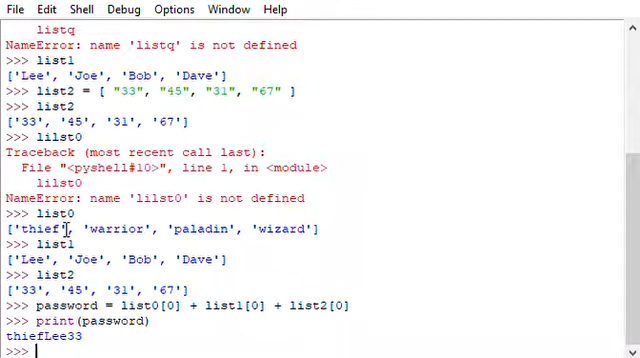 File Shell Debug Options Window Help
listq
NameError: name 'listq' is not defined
>>> list1
['Lee', 'Joe', 'Bob', 'Dave']
>>> list2 = [ "33", "45", "31", "67" ]
>>> list2
['33', '45', '31', '67']
>>> lilst0
Traceback (most recent call last):
File "<pyshell#10>", line 1, in <module>
lilst0
NameError: name 'lilst0' is not defined
>>> list0
['thief', 'warrior', 'paladin', 'wizard']
>>> list1
['Lee', 'Joe', 'Bob', 'Dave']
>>> list2
['33', '45', '31', '67']
>>> password = list0[0] + list1[0] + list2[0]
>>> print(password)
thiefLee33
>>>